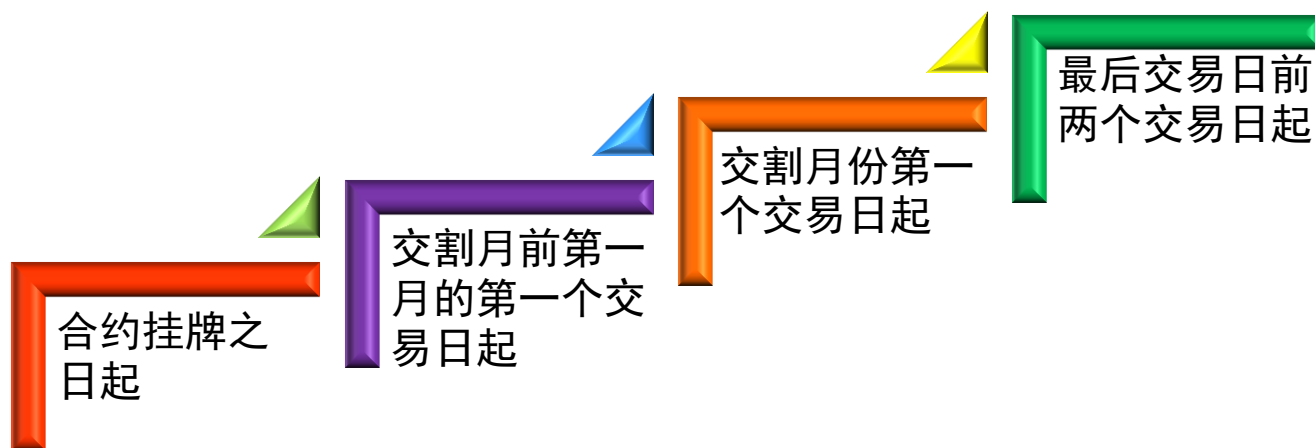 合约挂牌之
日起
交割月前第一
月的第一个交
易日起
交割月份第一
个交易日起
最后交易日前
两个交易日起